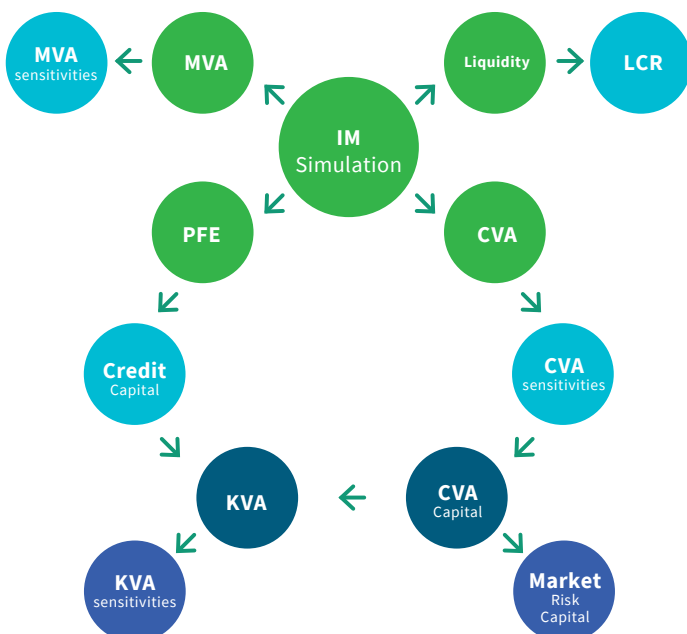 MVA
sensitivities
MVA
Liquidity
LCR
IM
Simulation
PFE
CVA
Credit
Capital
CVA
sensitivities
KVA
CVA
Capital
KVA
sensitivities
Market
Risk
Capital